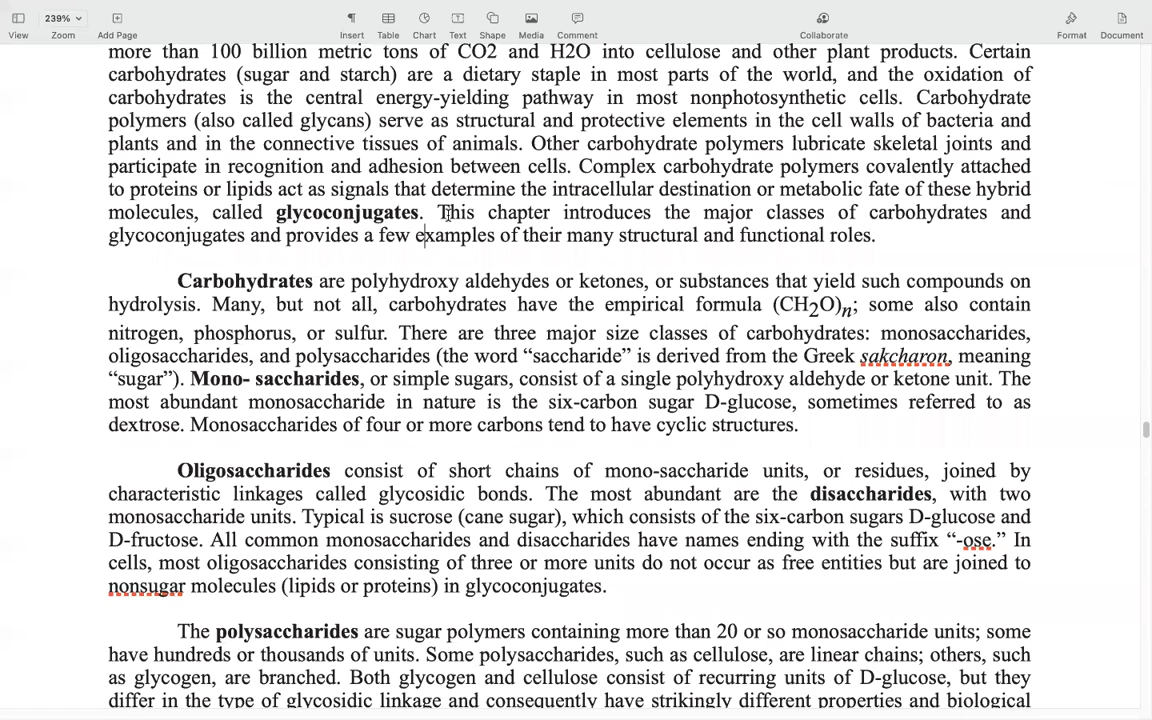 239%
View
Zoom
Add Page
Insert
Table
Chart
Text
Shape
Media
Comment
Collaborate
Format
Document
more than 100 billion metric tons of CO2 and H2O into cellulose and other plant products. Certain
carbohydrates (sugar and starch) are a dietary staple in most parts of the world, and the oxidation of
carbohydrates is the central energy-yielding pathway in most nonphotosynthetic cells. Carbohydrate
polymers (also called glycans) serve as structural and protective elements in the cell walls of bacteria and
plants and in the connective tissues of animals. Other carbohydrate polymers lubricate skeletal joints and
participate in recognition and adhesion between cells. Complex carbohydrate polymers covalently attached
to proteins or lipids act as signals that determine the intracellular destination or metabolic fate of these hybrid
molecules, called glycoconjugates. This chapter introduces the major classes of carbohydrates and
glycoconjugates and provides a few examples of their many structural and functional roles.
Carbohydrates are polyhydroxy aldehydes or ketones, or substances that yield such compounds on
hydrolysis. Many, but not all, carbohydrates have the empirical formula (CH2O)n; some also contain
nitrogen, phosphorus, or sulfur. There are three major size classes of carbohydrates: monosaccharides,
oligosaccharides, and polysaccharides (the word “saccharide” is derived from the Greek sakcharon, meaning
“sugar”). Mono- saccharides, or simple sugars, consist of a single polyhydroxy aldehyde or ketone unit. The
most abundant monosaccharide in nature is the six-carbon sugar D-glucose, sometimes referred to as
dextrose. Monosaccharides of four or more carbons tend to have cyclic structures.
Oligosaccharides consist of short chains of mono-saccharide units, or residues, joined by
characteristic linkages called glycosidic bonds. The most abundant are the disaccharides, with two
monosaccharide units. Typical is sucrose (cane sugar), which consists of the six-carbon sugars D-glucose and
D-fructose. All common monosaccharides and disaccharides have names ending with the suffix “-ose.” In
cells, most oligosaccharides consisting of three or more units do not occur as free entities but are joined to
nonsugar molecules (lipids or proteins) in glycoconjugates.
The polysaccharides are sugar polymers containing more than 20 or so monosaccharide units; some
have hundreds or thousands of units. Some polysaccharides, such as cellulose, are linear chains; others, such
as glycogen, are branched. Both glycogen and cellulose consist of recurring units of D-glucose, but they
differ in the type of glycosidic linkage and consequently have strikingly different properties and biological